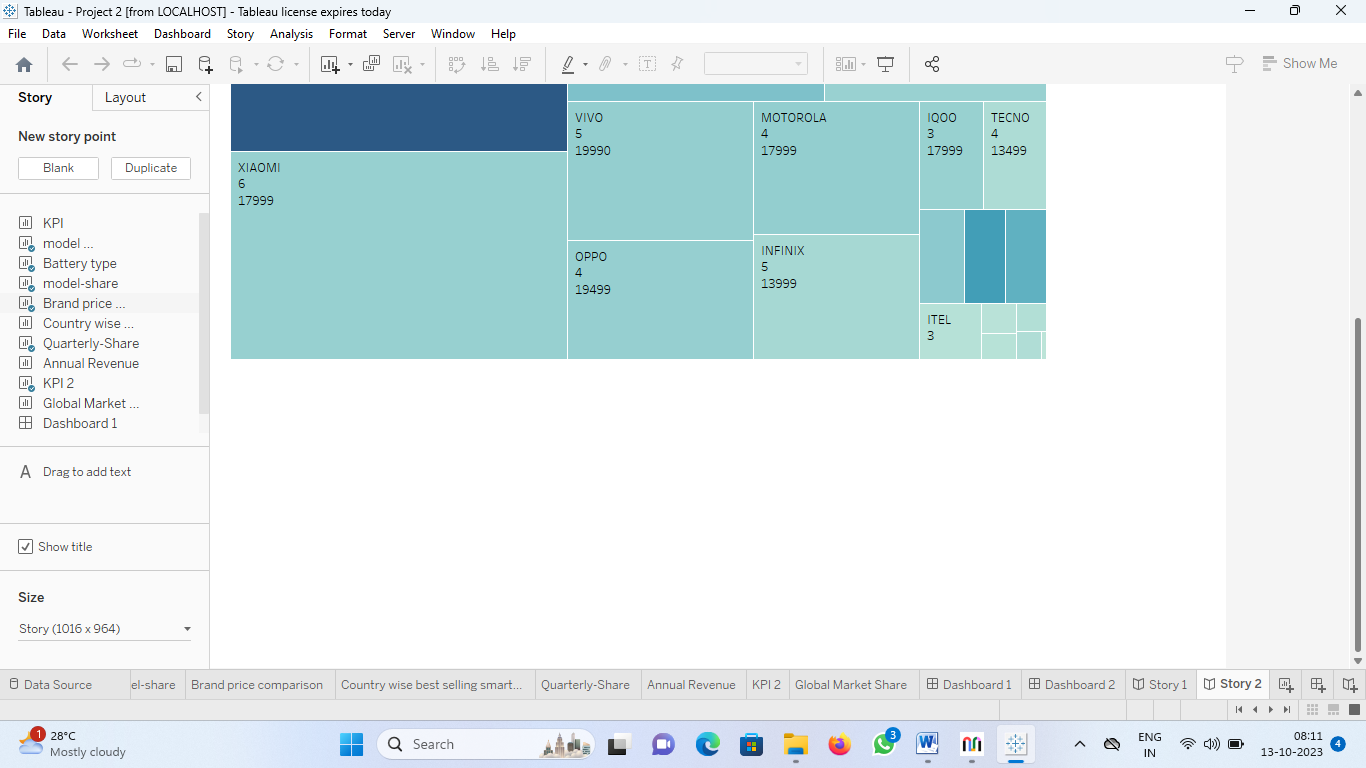 Tableau - Project 2 [from LOCALHOST] - Tableau license expires today
File Data Worksheet Dashboard Story Analysis Format Server Window Help
Show Me
Story Layout
New story point
Blank Duplicate
KPI
model ...
Battery type
model-share
Brand price ...
Country wise ...
Quarterly-Share
Annual Revenue
KPI 2
Global Market ...
Dashboard 1
A Drag to add text
Show title
Size
Story (1016 x 964)
XIAOMI
6
17999
VIVO
5
19990
OPPO
4
19499
MOTOROLA
4
17999
INFINIX
5
13999
IQOO
3
17999
TECNO
4
13499
ITEL
3
Data Source el-share Brand price comparison Country wise best selling smart... Quarterly-Share Annual Revenue KPI 2 Global Market Share Dashboard 1 Dashboard 2 Story 1 Story 2
1
28°C
Mostly cloudy
Search
3
W
ENG
IN
08:11
13-10-2023
4